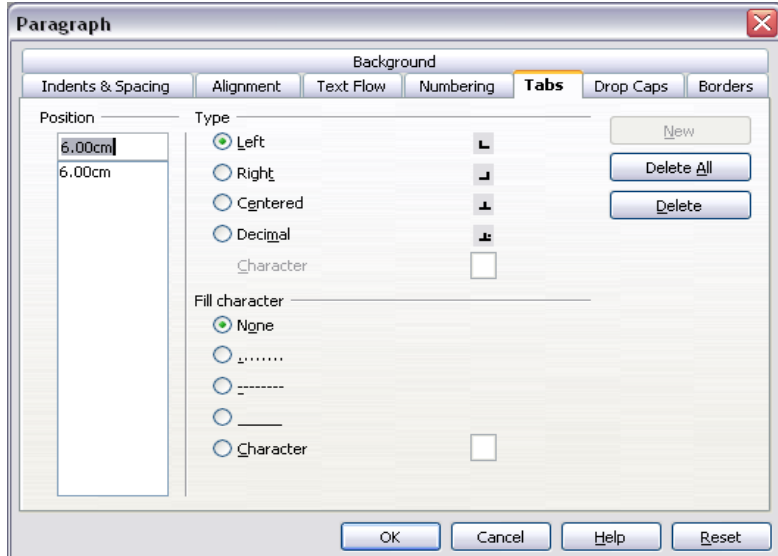 Paragraph
Background
Indents & Spacing Alignment Text Flow Numbering Tabs Drop Caps Borders
Position Type
6.00cm Left New
6.00cm Right Delete All
Centered Delete
Decimal
Character
Fill character
None
.......
--------
_____
Character
OK Cancel Help Reset